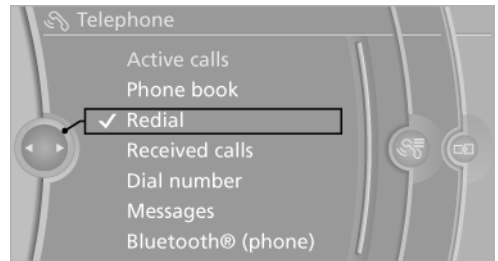 Telephone
Active calls
Phone book
✓ Redial
Received calls
Dial number
Messages
Bluetooth® (phone)